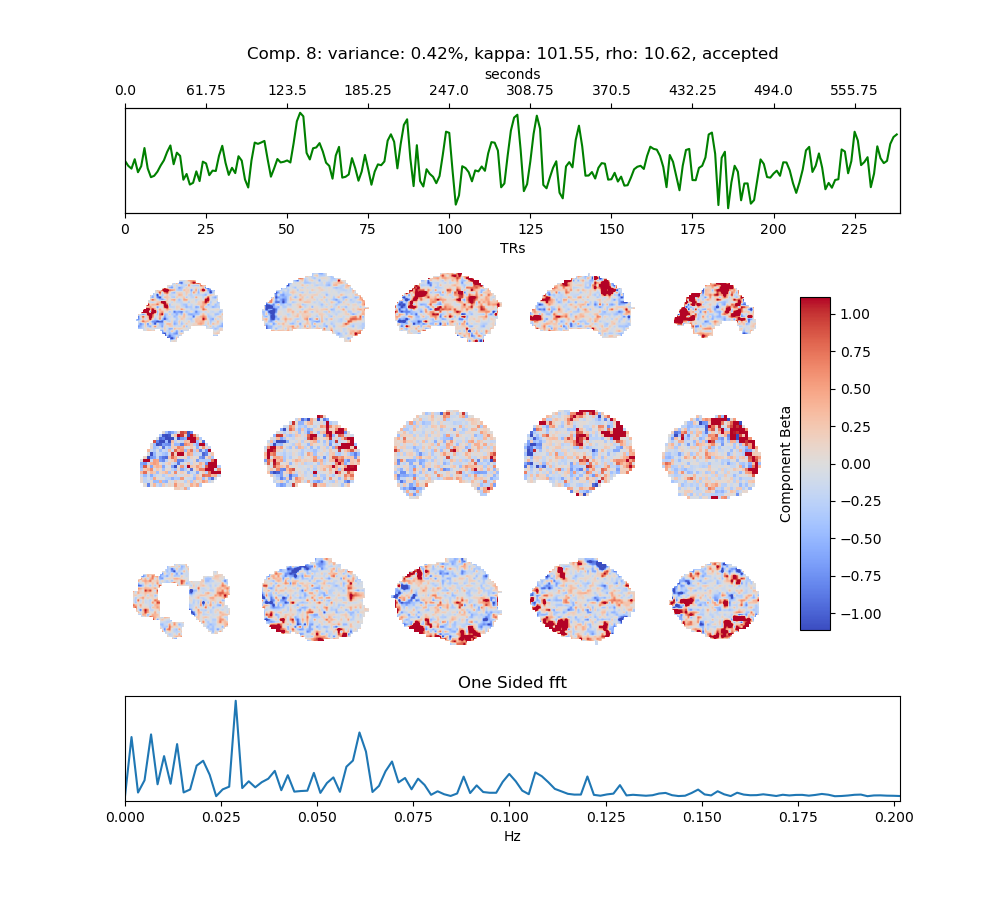 Comp. 8: variance: 0.42%, kappa: 101.55, rho: 10.62, accepted
seconds
0.0 61.75 123.5 185.25 247.0 308.75 370.5 432.25 494.0 555.75
0 25 50 75 100 125 150 175 200 225
TRs
1.00
0.75
0.50
0.25
0.00
−0.25
−0.50
−0.75
−1.00
Component Beta
One Sided fft
0.000 0.025 0.050 0.075 0.100 0.125 0.150 0.175 0.200
Hz